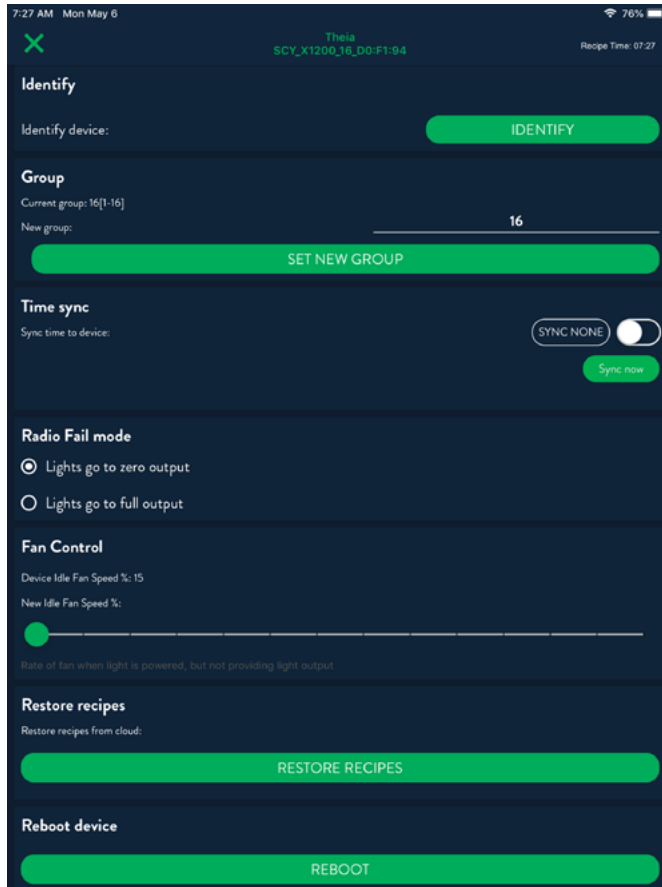 7:27 AM Mon May 6 76%
Theia
SCY_X1200_16_D0:F1:94
Recipe Time: 07:27
Identify
Identify device: IDENTIFY
Group
Current group: 16[1-16]
New group: 16
SET NEW GROUP
Time sync
Sync time to device: SYNC NONE
Sync now
Radio Fail mode
Lights go to zero output
Lights go to full output
Fan Control
Device Idle Fan Speed %: 15
New Idle Fan Speed %:
Rate of fan when light is powered, but not providing light output
Restore recipes
Restore recipes from cloud:
RESTORE RECIPES
Reboot device
REBOOT